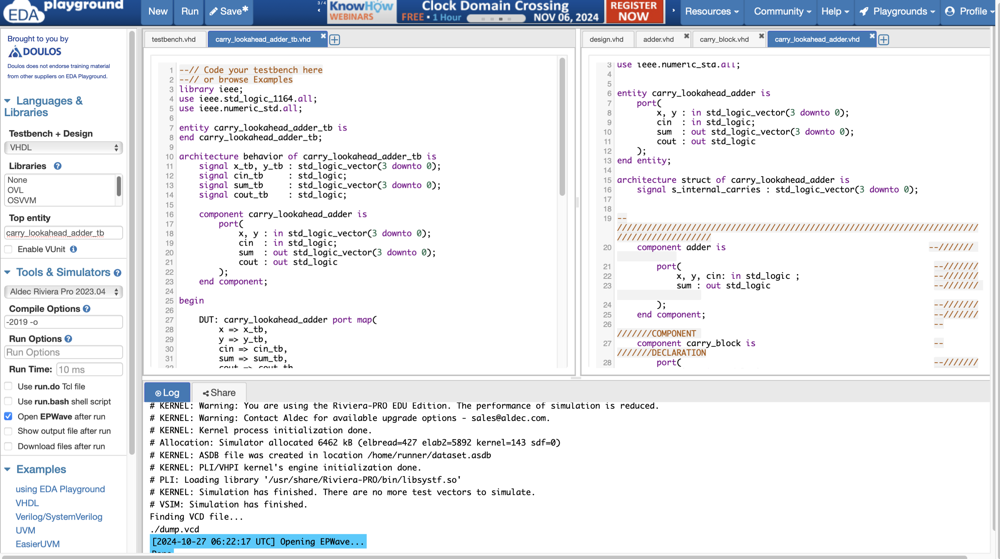 EDA playground
New
Run
Save*
3 / 4
KnowHow
WEBINARS
Clock Domain Crossing
FREE ▪ 1 Hour
NOV 06, 2024
REGISTER
NOW
Resources
Community
Help
Playgrounds
Profile
Brought to you by
DOULOS
Doulos does not endorse training material
from other suppliers on EDA Playground.
Languages &
Libraries
Testbench + Design
VHDL
Libraries
None
OVL
OSVVM
Top entity
carry_lookahead_adder_tb
Enable VUnit
Tools & Simulators
Aldec Riviera Pro 2023.04
Compile Options
-2019 -o
Run Options
Run Options
Run Time: 10 ms
Use run.do Tcl file
Use run.bash shell script
Open EPWave after run
Show output file after run
Download files after run
Examples
using EDA Playground
VHDL
Verilog/SystemVerilog
UVM
EasierUVM
testbench.vhd
carry_lookahead_adder_tb.vhd
1 --// Code your testbench here
2 --// or browse Examples
3 library ieee;
4 use ieee.std_logic_1164.all;
5 use ieee.numeric_std.all;
6
7 entity carry_lookahead_adder_tb is
8 end carry_lookahead_adder_tb;
9
10 architecture behavior of carry_lookahead_adder_tb is
11 signal x_tb, y_tb : std_logic_vector(3 downto 0);
12 signal cin_tb : std_logic;
13 signal sum_tb : std_logic_vector(3 downto 0);
14 signal cout_tb : std_logic;
15
16 component carry_lookahead_adder is
17 port(
18 x, y : in std_logic_vector(3 downto 0);
19 cin : in std_logic;
20 sum : out std_logic_vector(3 downto 0);
21 cout : out std_logic
22 );
23 end component;
24
25 begin
26
27 DUT: carry_lookahead_adder port map(
28 x => x_tb,
29 y => y_tb,
30 cin => cin_tb,
31 sum => sum_tb,
32 cout => cout_tb
design.vhd
adder.vhd
carry_block.vhd
carry_lookahead_adder.vhd
3 use ieee.numeric_std.all;
4
5
6 entity carry_lookahead_adder is
7 port(
8 x, y : in std_logic_vector(3 downto 0);
9 cin : in std_logic;
10 sum : out std_logic_vector(3 downto 0);
11 cout : out std_logic
12 );
13 end entity;
14
15 architecture struct of carry_lookahead_adder is
16 signal s_internal_carries : std_logic_vector(3 downto 0);
17
18
19 --
/////////////////////////////////////////////////////////////////////////
///////////////////
20 component adder is --///////
21 port( --///////
22 x, y, cin: in std_logic ; --///////
23 sum : out std_logic --///////
24 ); --///////
25 end component; --///////
26 --
///////COMPONENT
27 component carry_block is --
///////DECLARATION
28 port( --///////
Log
Share
# KERNEL: Warning: You are using the Riviera-PRO EDU Edition. The performance of simulation is reduced.
# KERNEL: Warning: Contact Aldec for available upgrade options - sales@aldec.com.
# KERNEL: Kernel process initialization done.
# Allocation: Simulator allocated 6462 kB (elbread=427 elab2=5892 kernel=143 sdf=0)
# KERNEL: ASDB file was created in location /home/runner/dataset.asdb
# KERNEL: PLI/VHPI kernel's engine initialization done.
# PLI: Loading library '/usr/share/Riviera-PRO/bin/libsystf.so'
# KERNEL: Simulation has finished. There are no more test vectors to simulate.
# VSIM: Simulation has finished.
Finding VCD file...
./dump.vcd
[2024-10-27 06:22:17 UTC] Opening EPWave...
Done